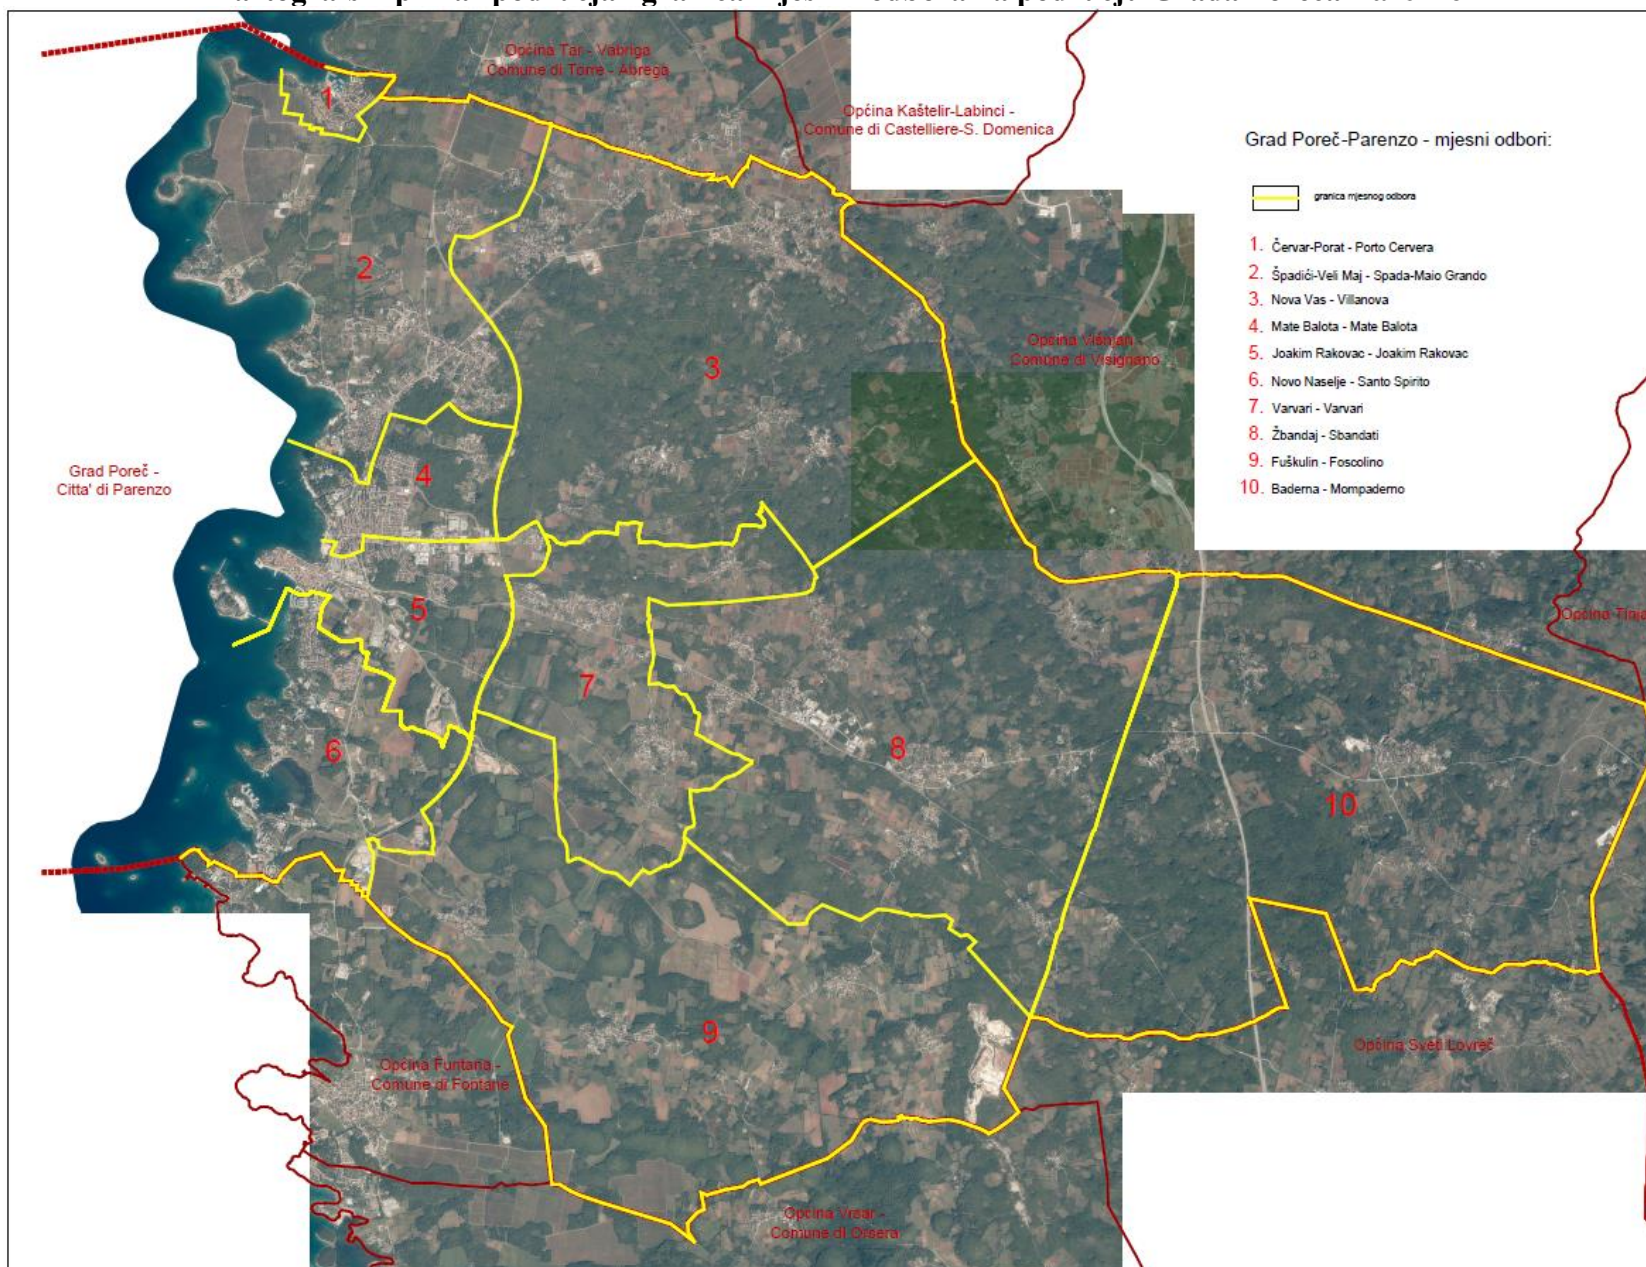 Općina Tar - Vabriga
Comune di Torre - Abrega
Općina Kaštelir-Labinci -
Comune di Castelliere-S. Domenica
Grad Poreč-Parenzo - mjesni odbori:
granica mjesnog odbora
1. Červar-Porat - Porto Cervera
2. Špadići-Veli Maj - Spada-Maio Grando
3. Nova Vas - Villanova
4. Mate Balota - Mate Balota
5. Joakim Rakovac - Joakim Rakovac
6. Novo Naselje - Santo Spirito
7. Varvari - Varvari
8. Žbandaj - Sbandati
9. Fuškulin - Foscolino
10. Baderna - Mompaderno
1
2
3
Općina Višnjan -
Comune di Visignano
4
Grad Poreč -
Citta' di Parenzo
5
7
6
8
10
9
Općina Sveti Lovreč
Općina Funtana -
Comune di Fontane
Općina Vrsar -
Comune di Orsera